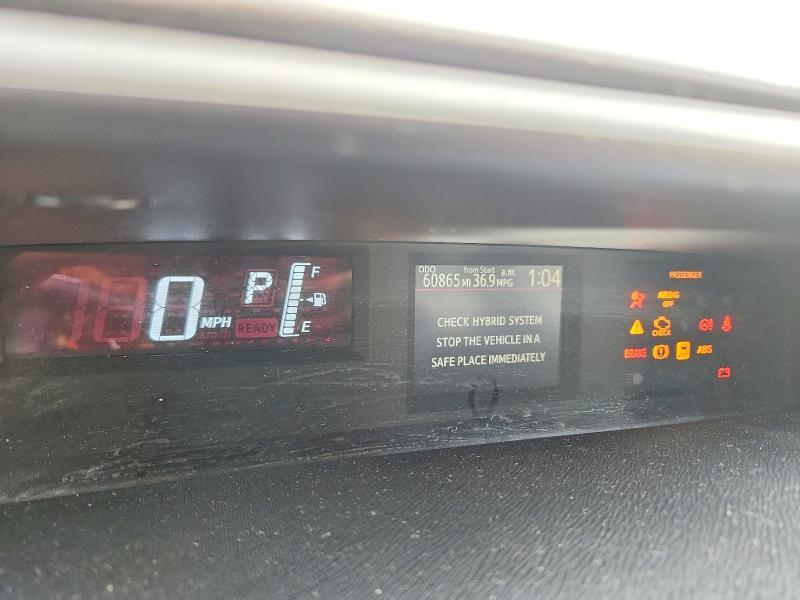 0 MPH
km/h
P
READY
F
E
ODO from Start a.m.
60865 MI 36.9 MPG 1:04
CHECK HYBRID SYSTEM
STOP THE VEHICLE IN A
SAFE PLACE IMMEDIATELY
PASSENGER
AIRBAG
OFF
CHECK
BRAKE
ABS